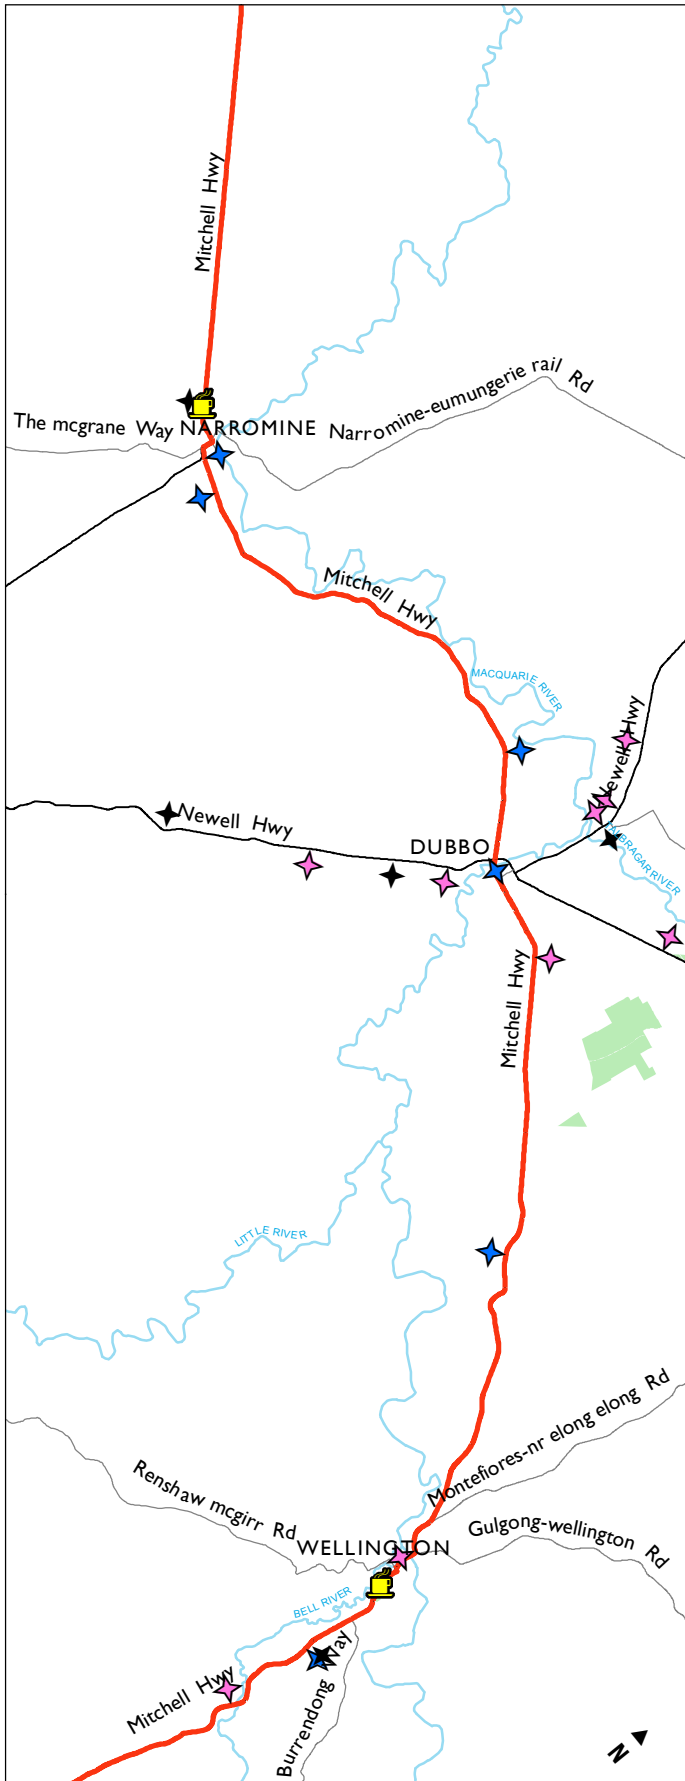 Mitchell Hwy
Narromine-eumungerie rail Rd
The mcgrane Way
NARROMINE
Mitchell Hwy
MACQUARIE RIVER
Newell Hwy
Newell Hwy
DUBBO
Mitchell Hwy
LITTLE RIVER
Montefiores-nr elong elong Rd
Renshaw mcgirr Rd
Gulgong-wellington Rd
WELLINGTON
BELL RIVER
Mitchell Hwy
Burrendong Way
N